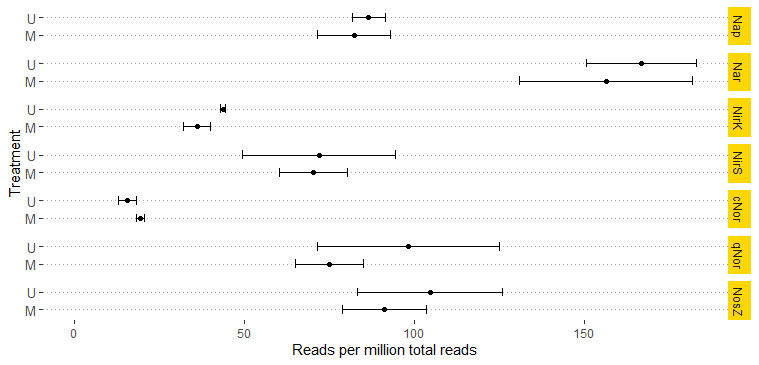 U
M
Nap
U
M
Nar
U
M
NirK
U
M
NirS
U
M
cNor
U
M
qNor
U
M
NosZ
Treatment
0 50 100 150
Reads per million total reads